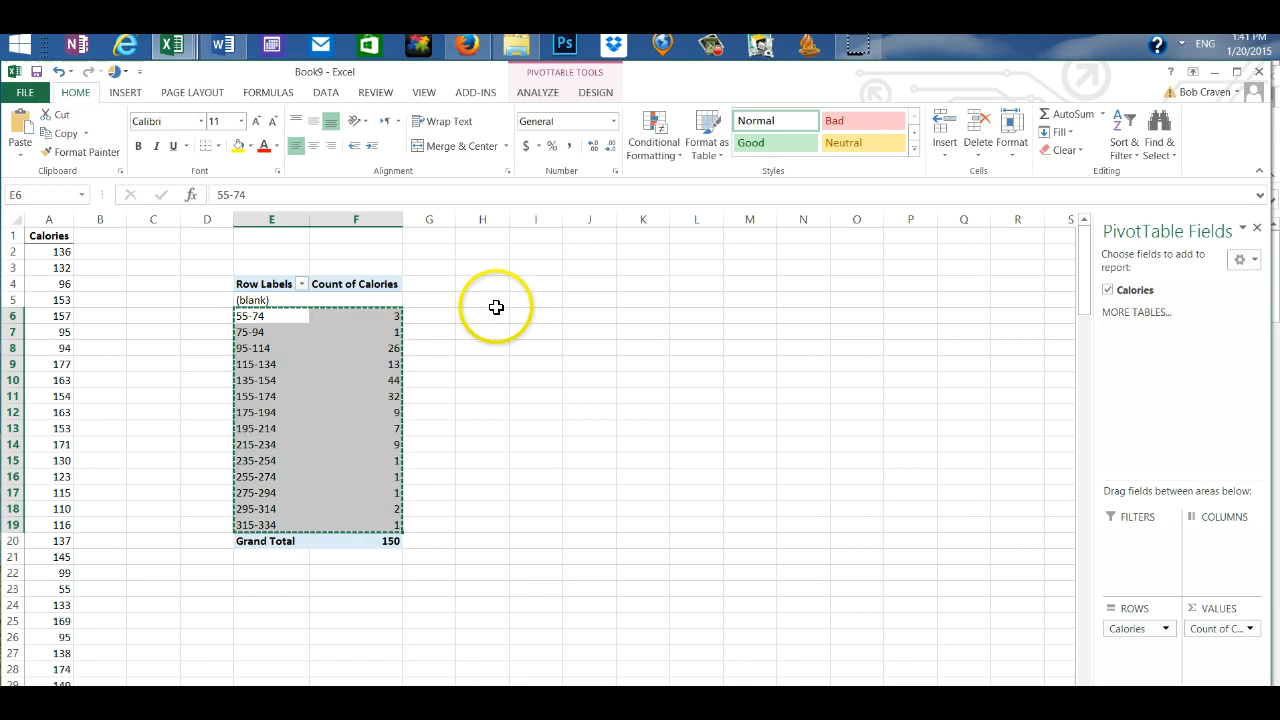 ENG
1:41 PM
1/20/2015
Book9 - Excel
PIVOTTABLE TOOLS
FILE HOME INSERT PAGE LAYOUT FORMULAS DATA REVIEW VIEW ADD-INS ANALYZE DESIGN
Bob Craven
Paste
Cut
Copy
Format Painter
Clipboard
Calibri 11
B I U
Font
Wrap Text
Merge & Center
Alignment
General
$ % ,
Number
Conditional Formatting
Format as Table
Normal Bad
Good Neutral
Styles
Insert Delete Format
Cells
AutoSum
Fill
Clear
Sort & Filter
Find & Select
Editing
E6
fx
55-74
A B C D E F G H I J K L M N O P Q R S
1 Calories
2 136
3 132
4 96 Row Labels Count of Calories
5 153 (blank)
6 157 55-74 3
7 95 75-94 1
8 94 95-114 26
9 177 115-134 13
10 163 135-154 44
11 154 155-174 32
12 163 175-194 9
13 153 195-214 7
14 171 215-234 9
15 130 235-254 1
16 123 255-274 1
17 115 275-294 1
18 110 295-314 2
19 116 315-334 1
20 137 Grand Total 150
21 145
22 99
23 55
24 133
25 169
26 95
27 138
28 174
PivotTable Fields
Choose fields to add to
report:
Calories
MORE TABLES...
Drag fields between areas below:
FILTERS
COLUMNS
ROWS
VALUES
Calories
Count of C...